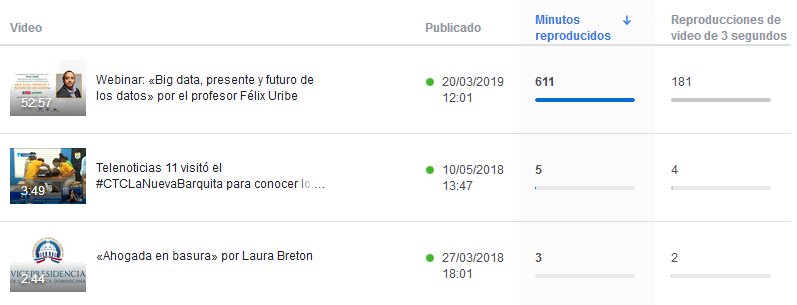 Video
Publicado
Minutos
reproducidos
Reproducciones de
video de 3 segundos
52:57
Webinar: «Big data, presente y futuro de
los datos» por el profesor Félix Uribe
20/03/2019
12:01
611
181
3:49
Telenoticias 11 visitó el
#CTCLaNuevaBarquita para conocer lo ...
10/05/2018
13:47
5
4
VICEPRESIDENCIA
2:44
«Ahogada en basura» por Laura Breton
27/03/2018
18:01
3
2